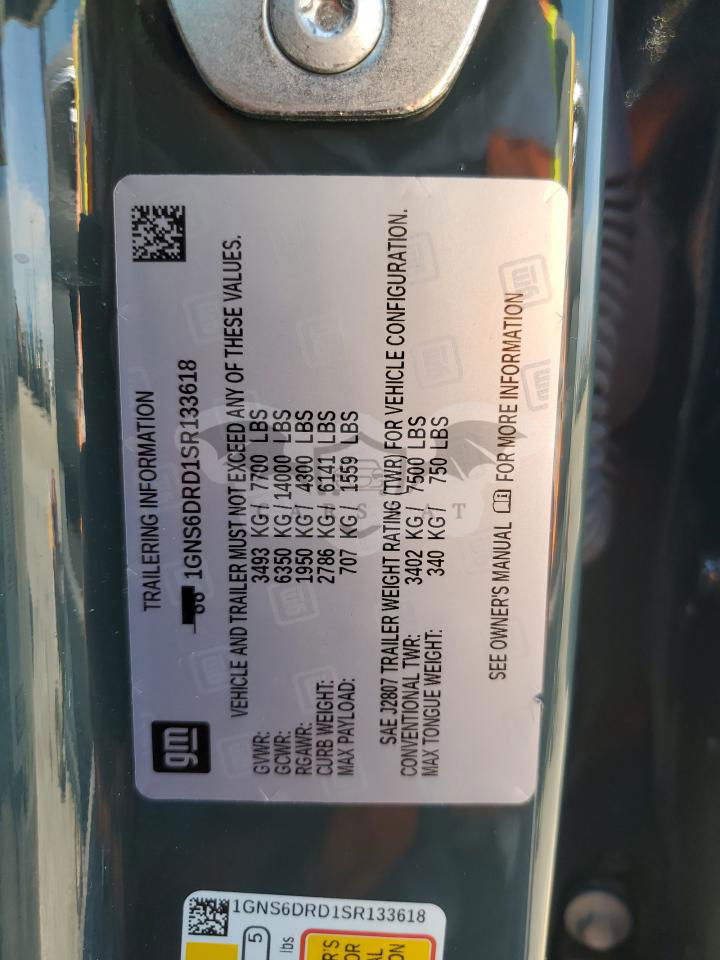 gm
TRAILERING INFORMATION
1GNS6DRD1SR133618
VEHICLE AND TRAILER MUST NOT EXCEED ANY OF THESE VALUES.
GVWR: 3493 KG / 7700 LBS
GCWR: 6350 KG / 14000 LBS
RGAWR: 1950 KG / 4300 LBS
CURB WEIGHT: 2786 KG / 6141 LBS
MAX PAYLOAD: 707 KG / 1559 LBS
SAE J2807 TRAILER WEIGHT RATING (TWR) FOR VEHICLE CONFIGURATION.
CONVENTIONAL TWR: 3402 KG / 7500 LBS
MAX TONGUE WEIGHT: 340 KG / 750 LBS
SEE OWNER'S MANUAL FOR MORE INFORMATION
1GNS6DRD1SR133618
5
lbs